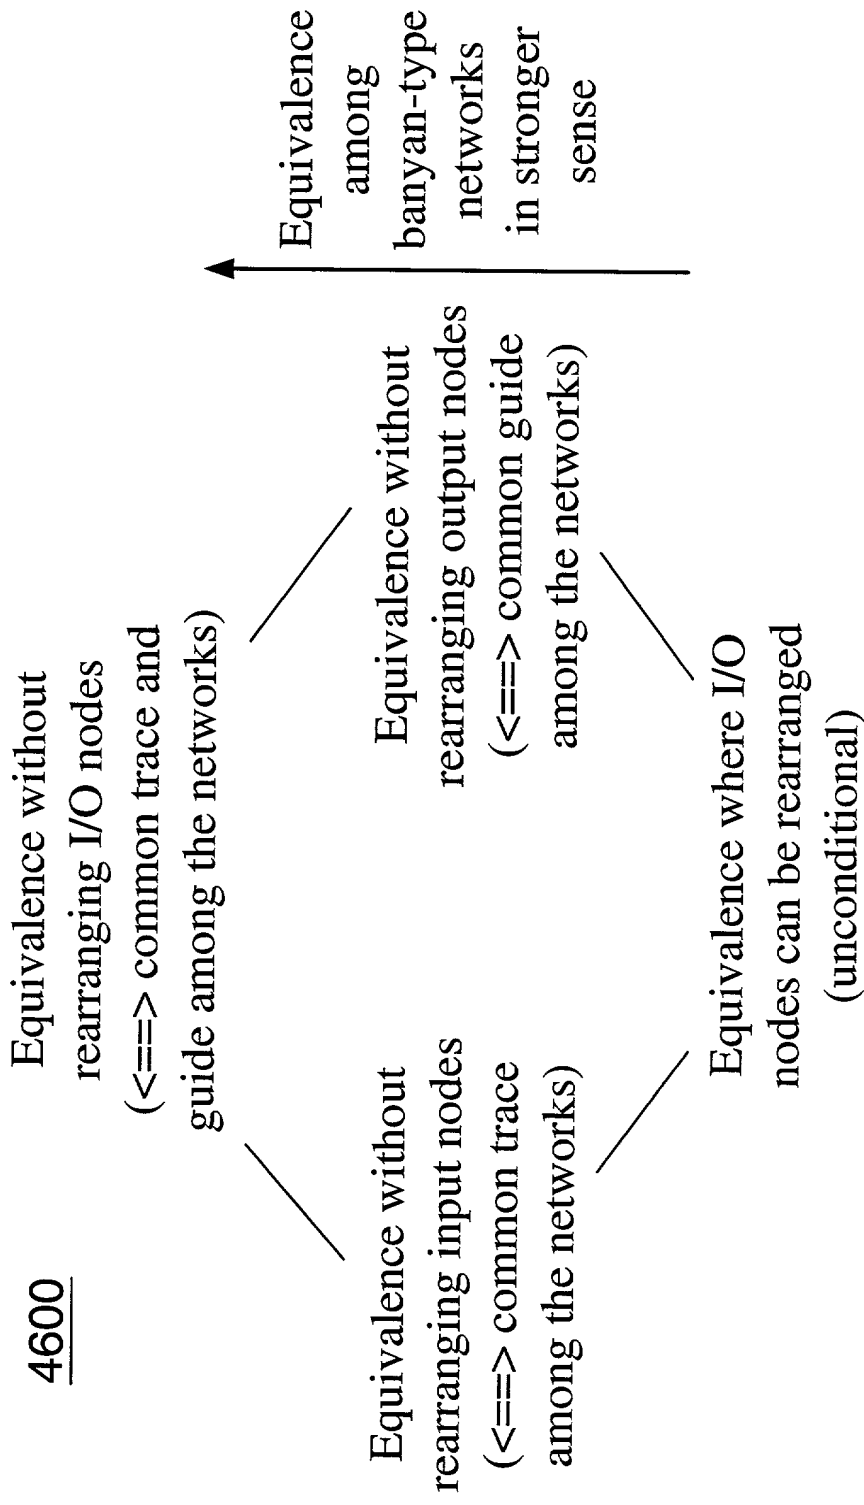 4600
Equivalence without
rearranging I/O nodes
(<==> common trace and
guide among the networks)
Equivalence without
rearranging input nodes
(<==> common trace
among the networks)
Equivalence without
rearranging output nodes
(<==> common guide
among the networks)
Equivalence where I/O
nodes can be rearranged
(unconditional)
Equivalence
among
banyan-type
networks
in stronger
sense